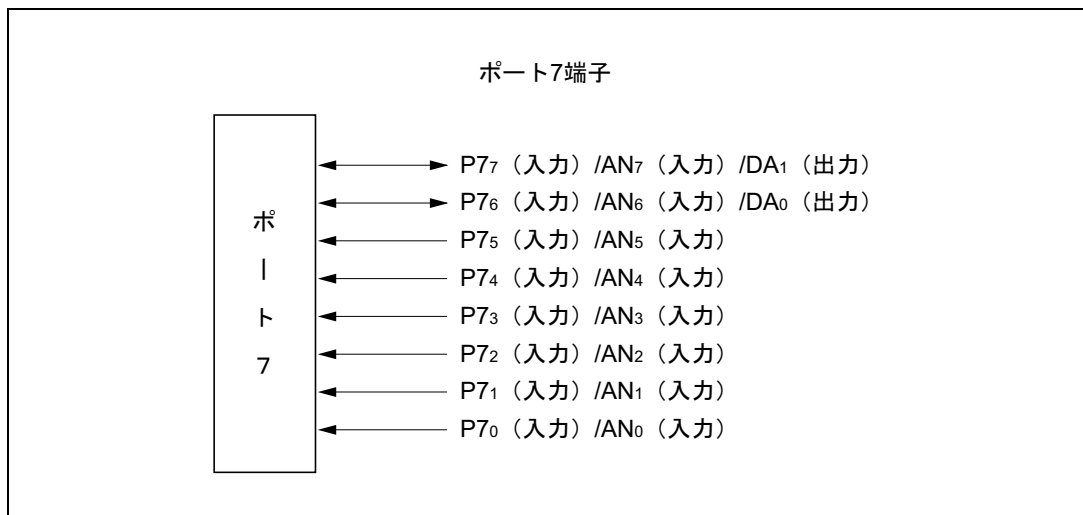 ポート7端子
ポート7
P7₇（入力）/AN₇（入力）/DA₁（出力）
P7₆（入力）/AN₆（入力）/DA₀（出力）
P7₅（入力）/AN₅（入力）
P7₄（入力）/AN₄（入力）
P7₃（入力）/AN₃（入力）
P7₂（入力）/AN₂（入力）
P7₁（入力）/AN₁（入力）
P7₀（入力）/AN₀（入力）